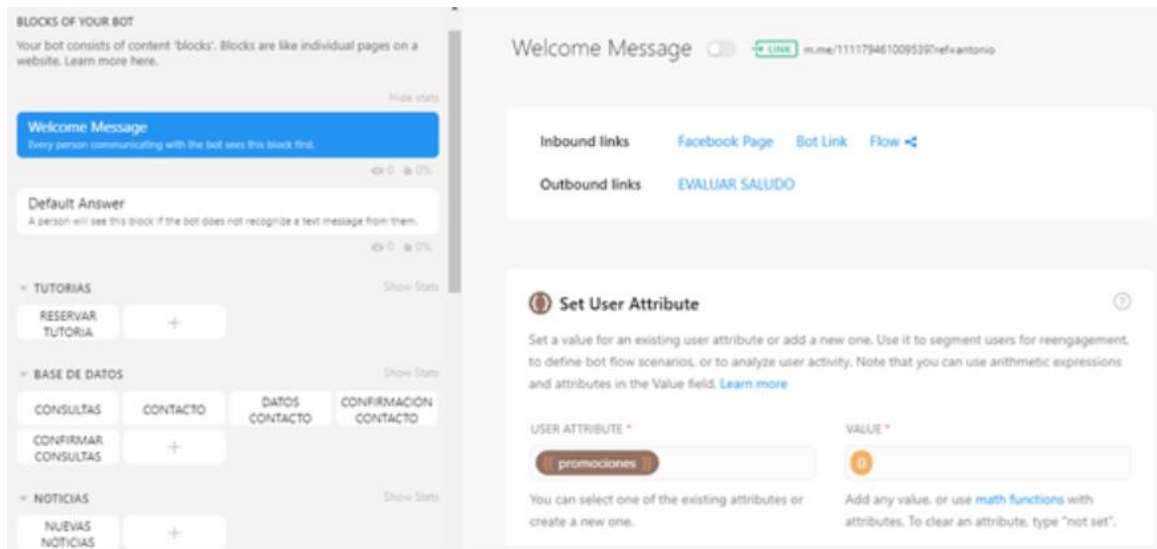 BLOCKS OF YOUR BOT
Your bot consists of content 'blocks'. Blocks are like individual pages on a
website. Learn more here.
Hide stats
Welcome Message
Every person communicating with the bot sees this block first.
0 0%
Default Answer
A person will see this block if the bot does not recognize a text message from them.
0 0%
TUTORIAS
Show Stats
RESERVAR
TUTORIA
+
BASE DE DATOS
Show Stats
CONSULTAS
CONTACTO
DATOS
CONTACTO
CONFIRMACION
CONTACTO
CONFIRMAR
CONSULTAS
+
NOTICIAS
Show Stats
NUEVAS
NOTICIAS
+
Welcome Message
LINK
m.me/111179461009539?ref=antonio
Inbound links
Facebook Page
Bot Link
Flow
Outbound links
EVALUAR SALUDO
Set User Attribute
?
Set a value for an existing user attribute or add a new one. Use it to segment users for reengagement,
to define bot flow scenarios, or to analyze user activity. Note that you can use arithmetic expressions
and attributes in the Value field. Learn more
USER ATTRIBUTE *
{{ promociones }}
You can select one of the existing attributes or
create a new one.
VALUE *
0
Add any value, or use math functions with
attributes. To clear an attribute, type "not set".